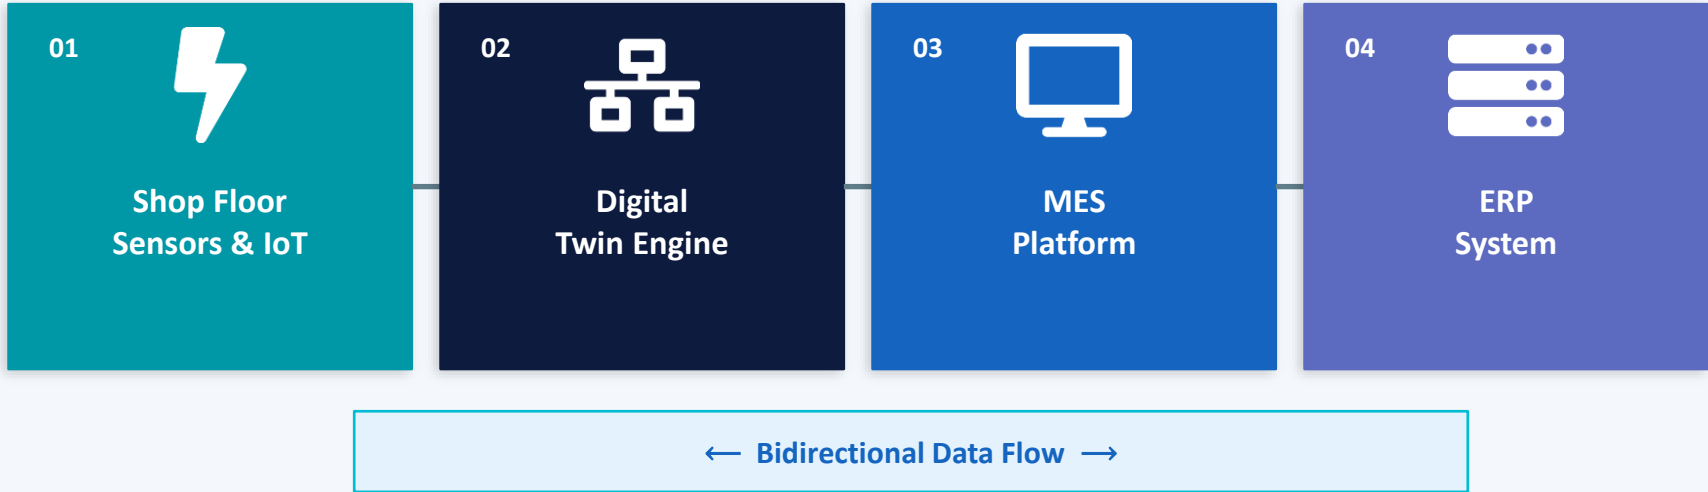 01
Shop Floor
Sensors & IoT
02
Digital
Twin Engine
03
MES
Platform
04
ERP
System
⟵ Bidirectional Data Flow ⟶